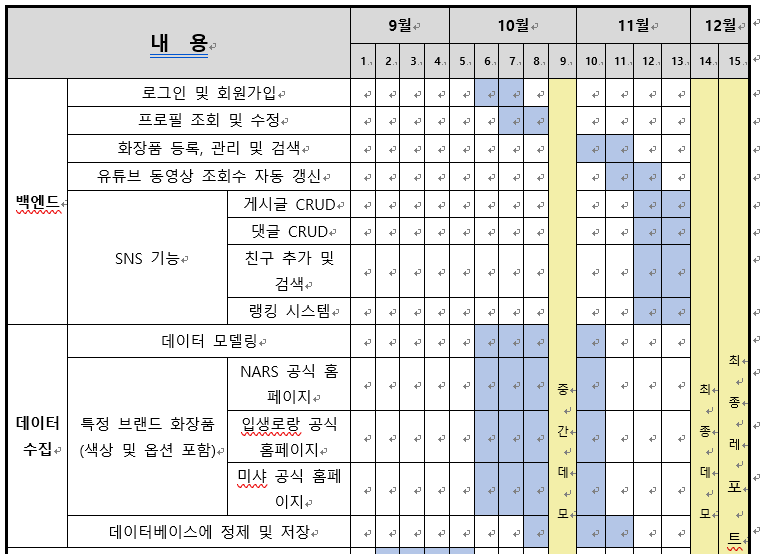 내 용
9월 10월 11월 12월
1 2 3 4 5 6 7 8 9 10 11 12 13 14 15
백엔드
로그인 및 회원가입
프로필 조회 및 수정
화장품 등록, 관리 및 검색
유튜브 동영상 조회수 자동 갱신
SNS 기능
게시글 CRUD
댓글 CRUD
친구 추가 및
검색
랭킹 시스템
데이터
수집
데이터 모델링
특정 브랜드 화장품
(색상 및 옵션 포함)
NARS 공식 홈
페이지
입생로랑 공식
홈페이지
미샤 공식 홈페
이지
데이터베이스에 정제 및 저장
중
간
데
모
최
종
데
모
최
종
레
포
트